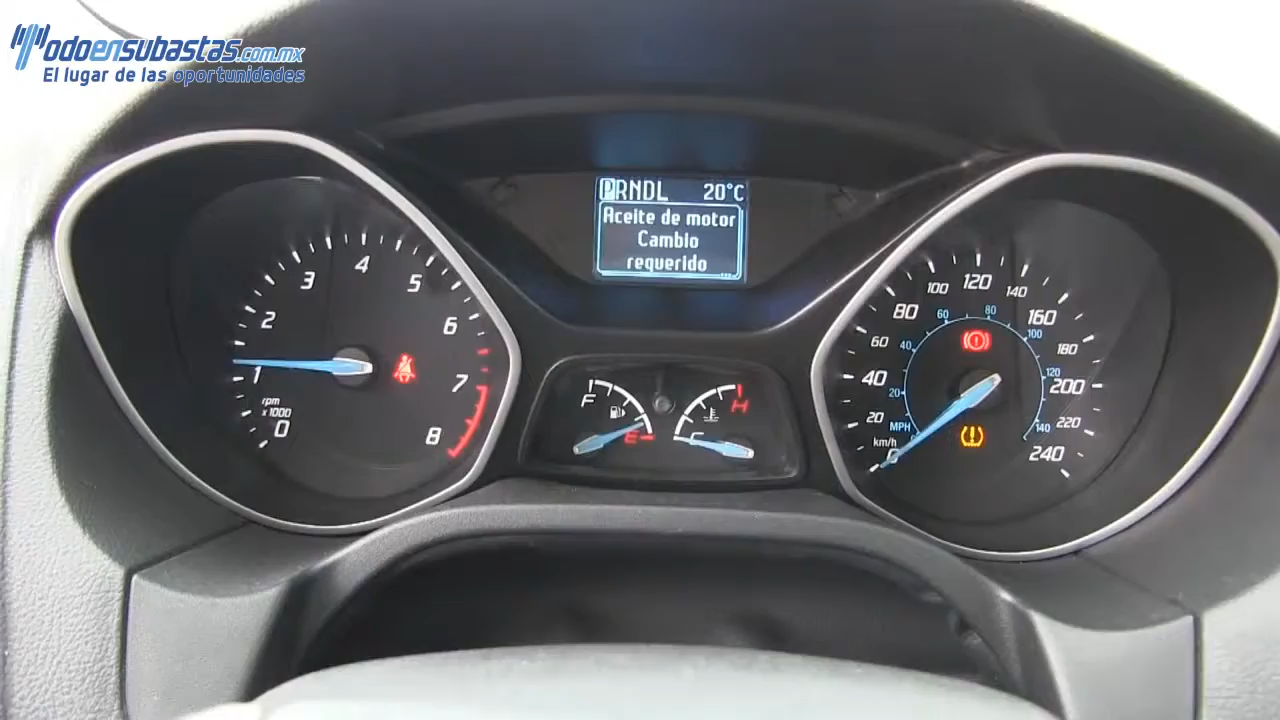 Todoensubastas.com.mx
El lugar de las oportunidades
PRNDL 20°C
Aceite de motor
Cambio
requerido
...
0
1
2
3
4
5
6
7
8
rpm
x1000
F
E
H
C
20
40
60
80
100
120
140
160
180
200
220
240
km/h
MPH
20
40
60
80
100
120
140